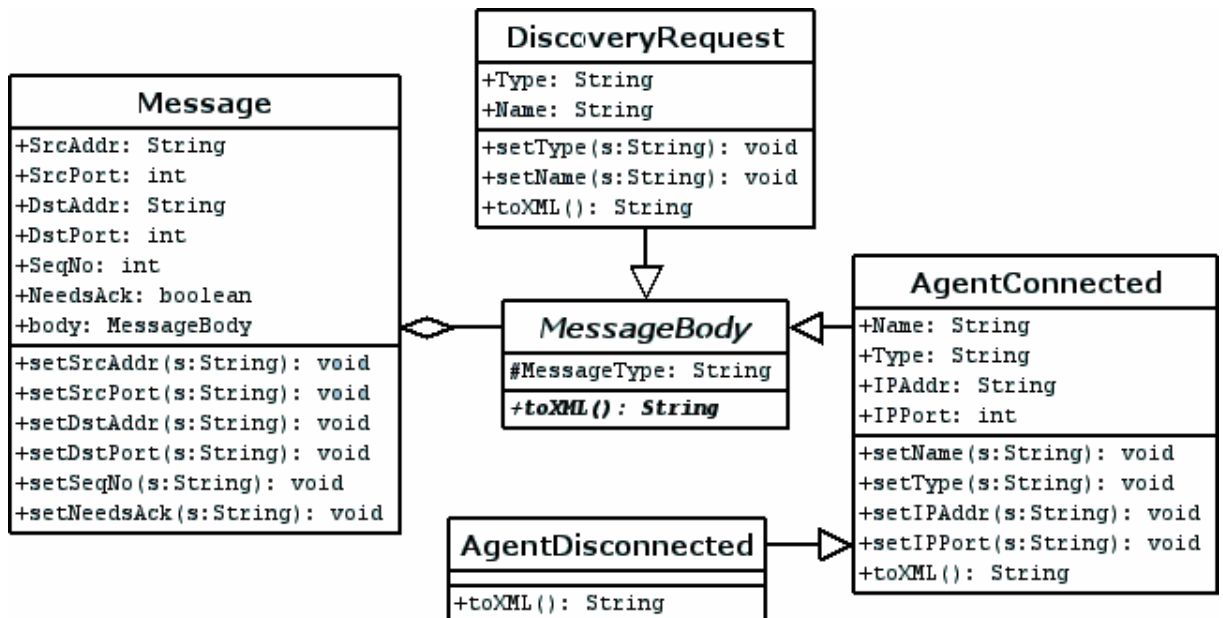 Message
+SrcAddr: String
+SrcPort: int
+DstAddr: String
+DstPort: int
+SeqNo: int
+NeedsAck: boolean
+body: MessageBody
+setSrcAddr(s:String): void
+setSrcPort(s:String): void
+setDstAddr(s:String): void
+setDstPort(s:String): void
+setSeqNo(s:String): void
+setNeedsAck(s:String): void
DiscoveryRequest
+Type: String
+Name: String
+setType(s:String): void
+setName(s:String): void
+toXML(): String
MessageBody
#MessageType: String
+toXML(): String
AgentConnected
+Name: String
+Type: String
+IPAddr: String
+IPPort: int
+setName(s:String): void
+setType(s:String): void
+setIPAddr(s:String): void
+setIPPort(s:String): void
+toXML(): String
AgentDisconnected
+toXML(): String